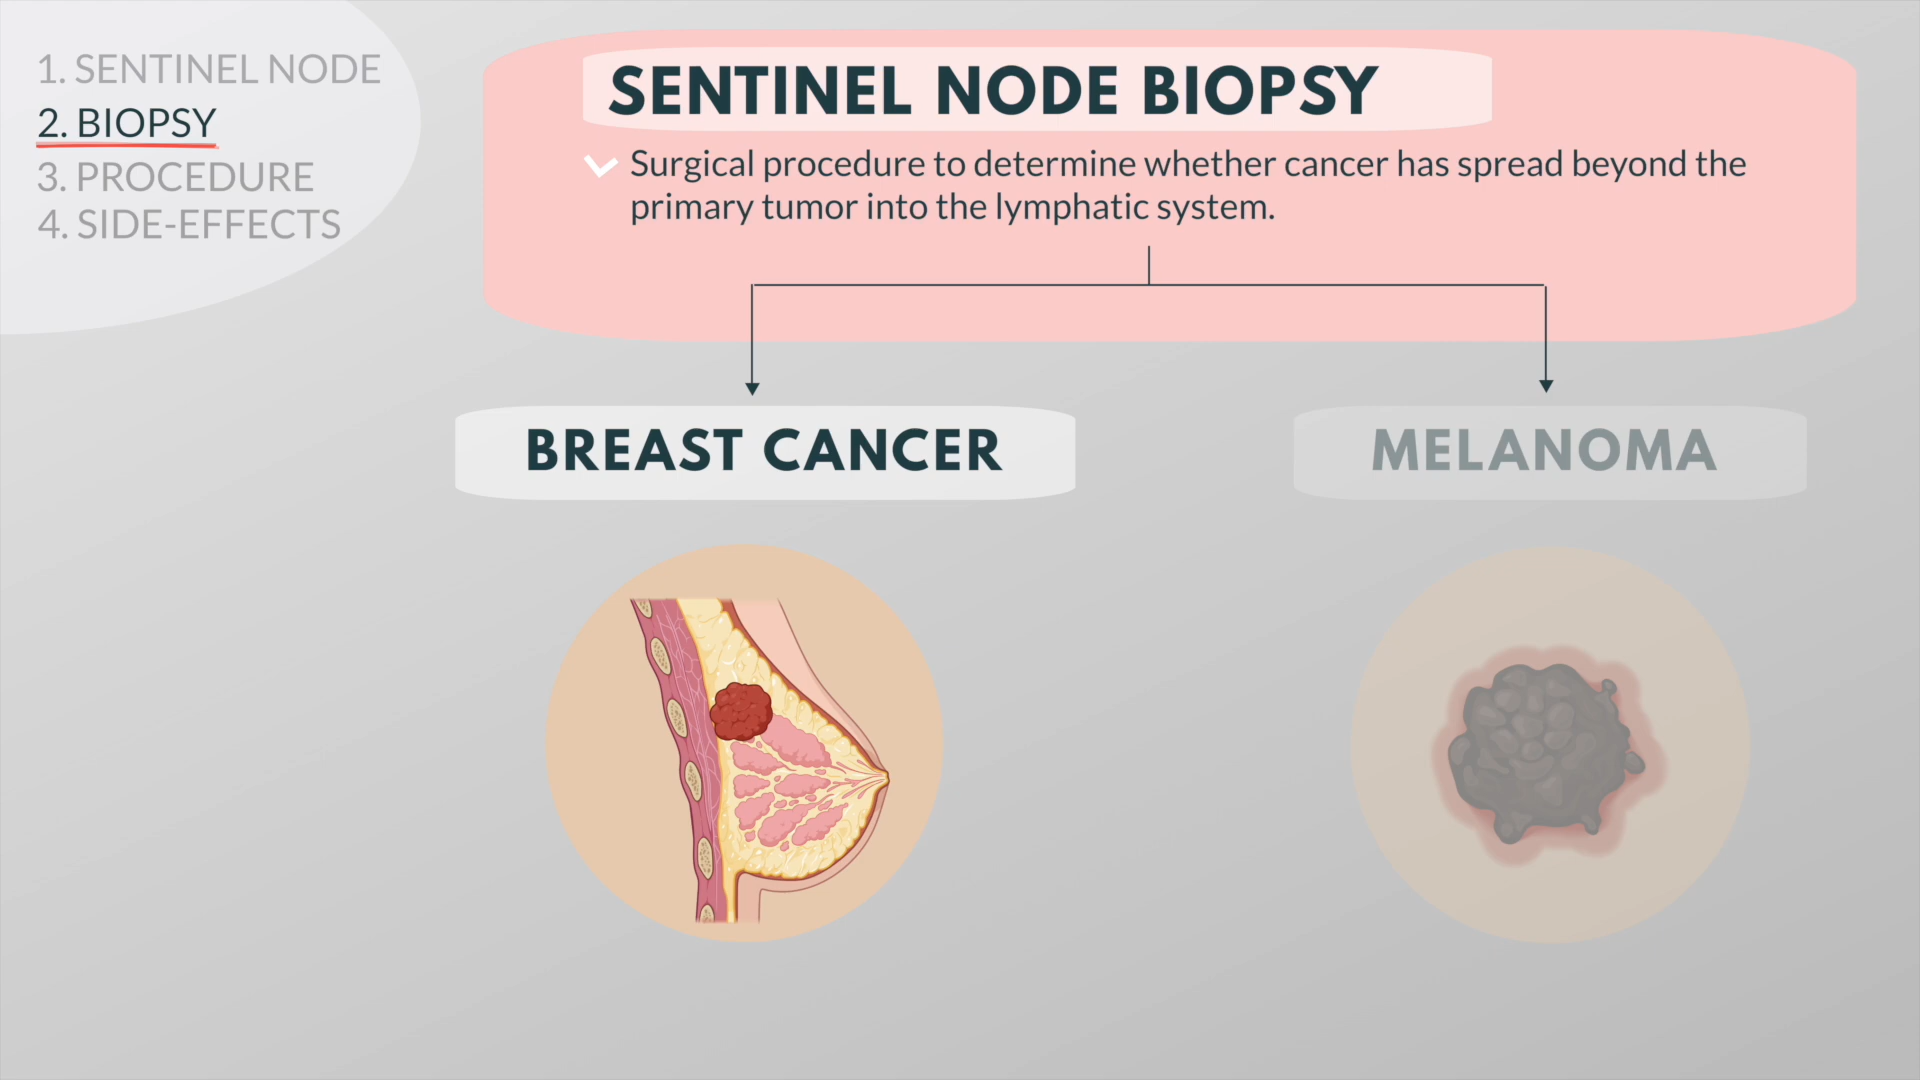 1. SENTINEL NODE
2. BIOPSY
3. PROCEDURE
4. SIDE-EFFECTS
SENTINEL NODE BIOPSY
Surgical procedure to determine whether cancer has spread beyond the
primary tumor into the lymphatic system.
BREAST CANCER
MELANOMA